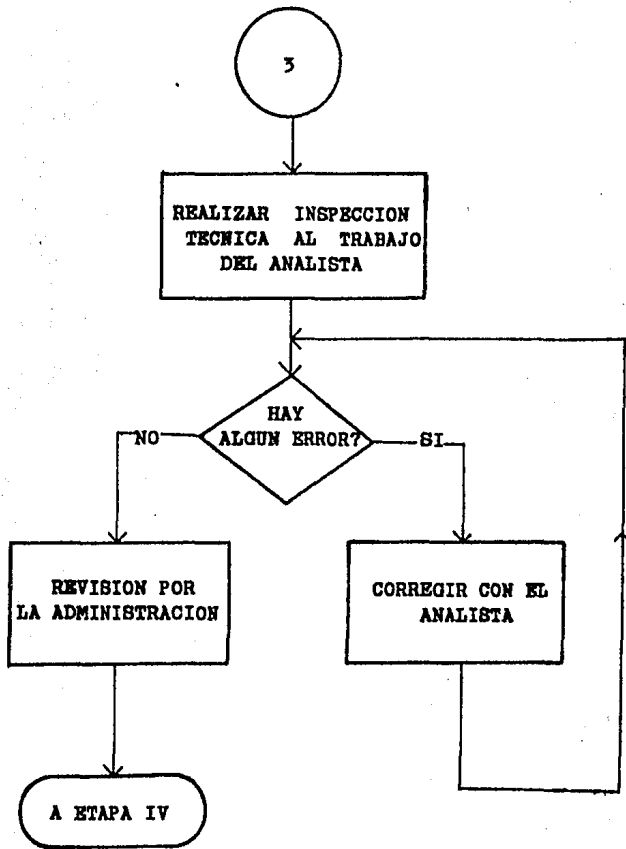 3
REALIZAR INSPECCION
TECNICA AL TRABAJO
DEL ANALISTA
HAY
ALGUN ERROR?
NO
SI
REVISION POR
LA ADMINISTRACION
CORREGIR CON EL
ANALISTA
A ETAPA IV